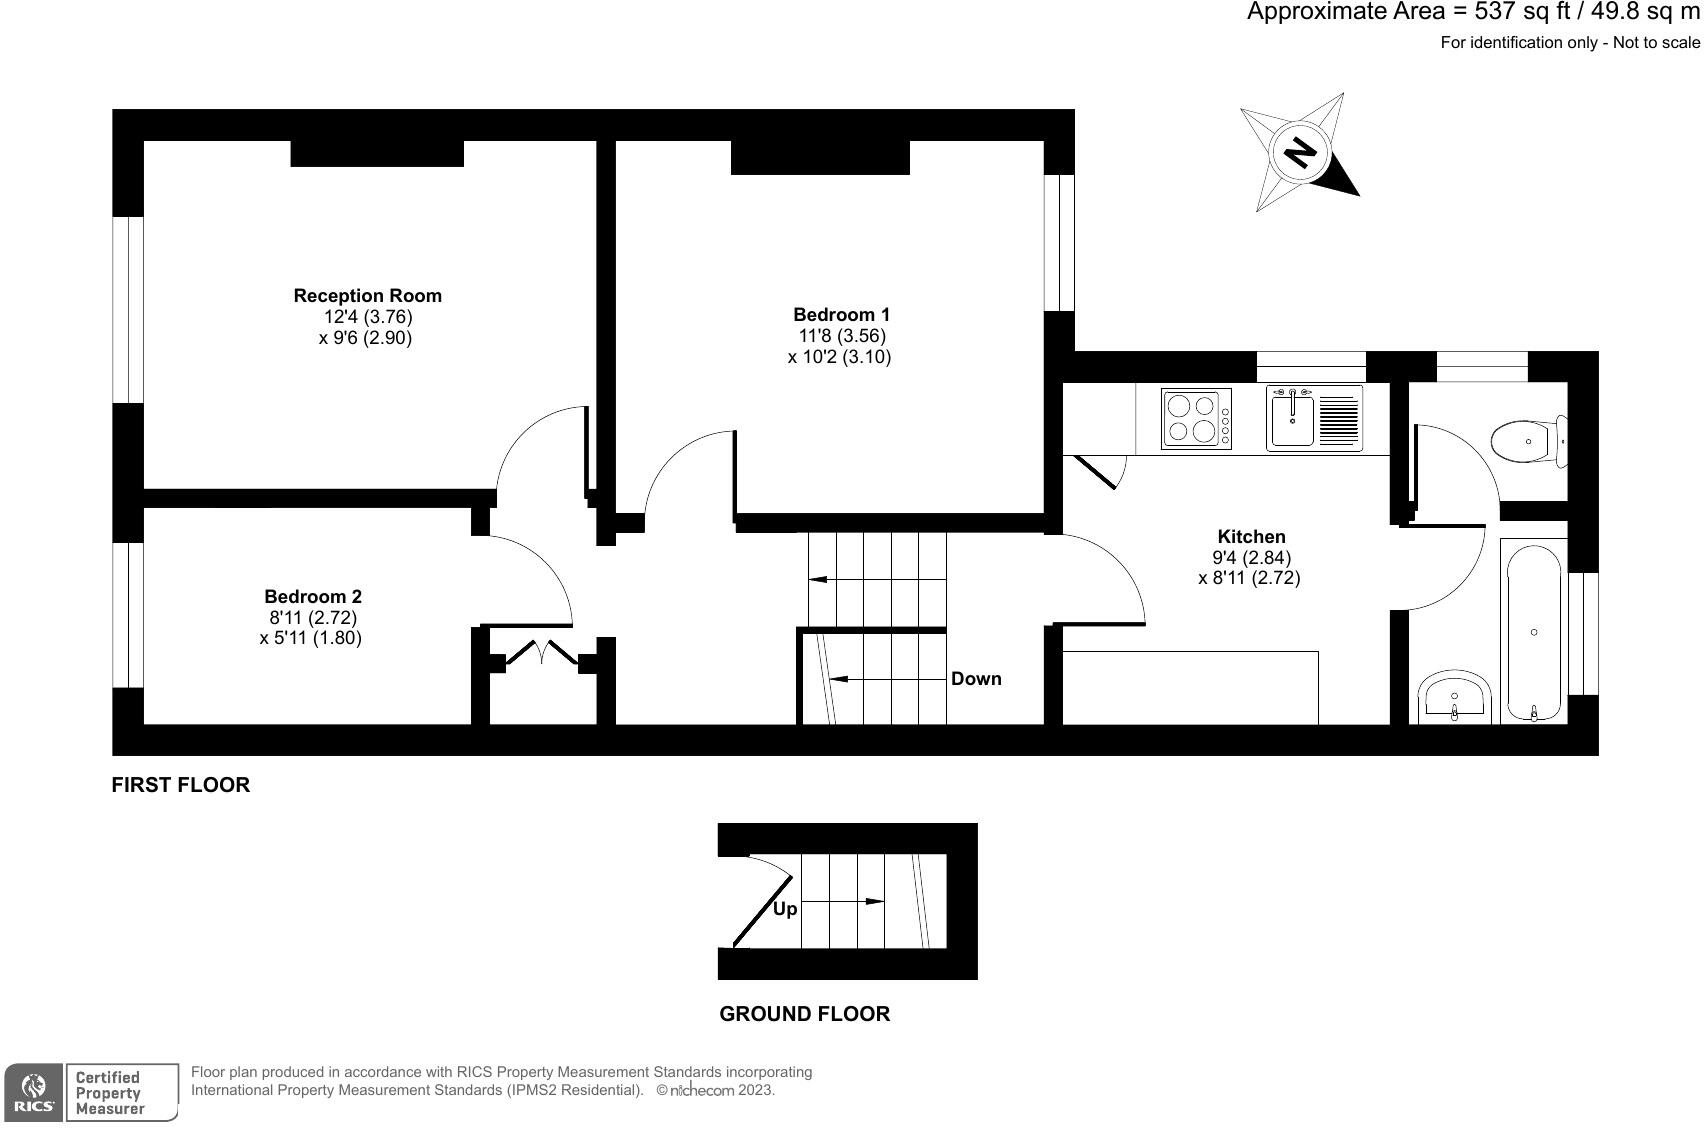 Approximate Area = 537 sq ft / 49.8 sq m
For identification only - Not to scale
N
Reception Room
12'4 (3.76)
x 9'6 (2.90)
Bedroom 1
11'8 (3.56)
x 10'2 (3.10)
Kitchen
9'4 (2.84)
x 8'11 (2.72)
Bedroom 2
8'11 (2.72)
x 5'11 (1.80)
Down
FIRST FLOOR
Up
GROUND FLOOR
RICS
Certified
Property
Measurer
Floor plan produced in accordance with RICS Property Measurement Standards incorporating
International Property Measurement Standards (IPMS2 Residential). © nichecom 2023.